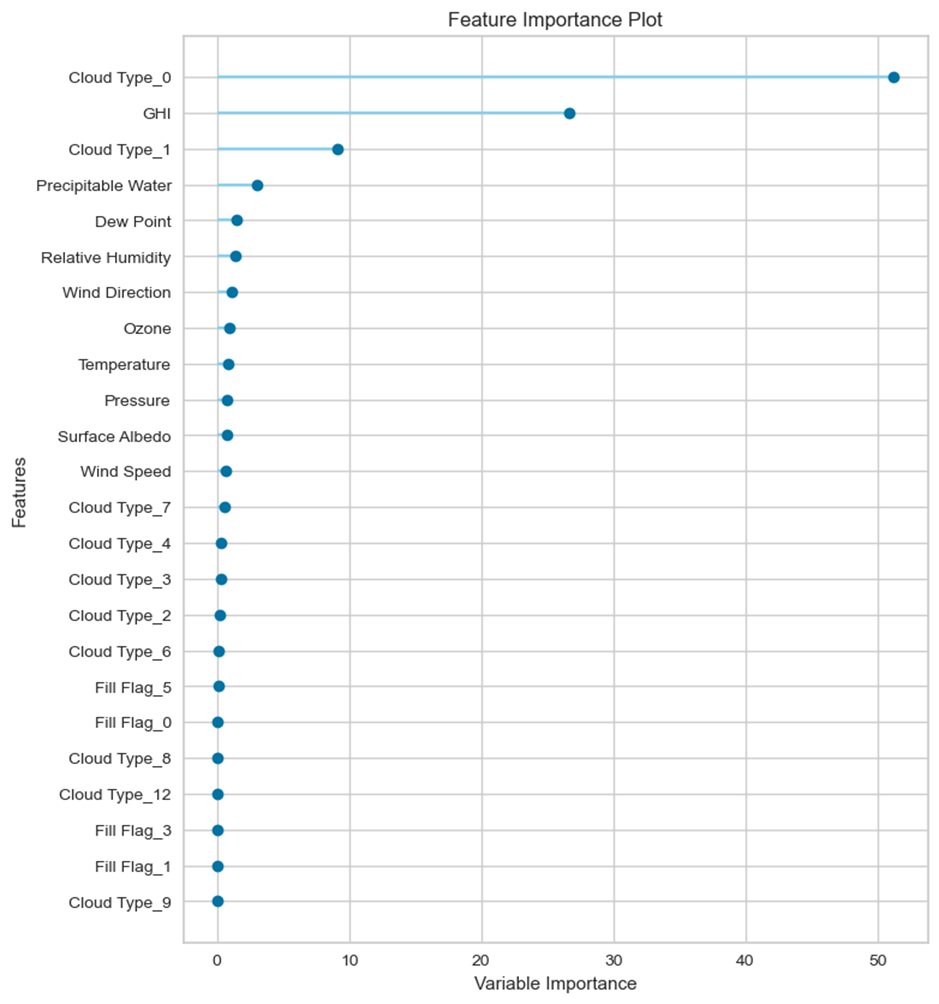 Feature Importance Plot
Cloud Type_0
GHI
Cloud Type_1
Precipitable Water
Dew Point
Relative Humidity
Wind Direction
Ozone
Temperature
Pressure
Surface Albedo
Wind Speed
Cloud Type_7
Cloud Type_4
Cloud Type_3
Cloud Type_2
Cloud Type_6
Fill Flag_5
Fill Flag_0
Cloud Type_8
Cloud Type_12
Fill Flag_3
Fill Flag_1
Cloud Type_9
Features
0 10 20 30 40 50
Variable Importance